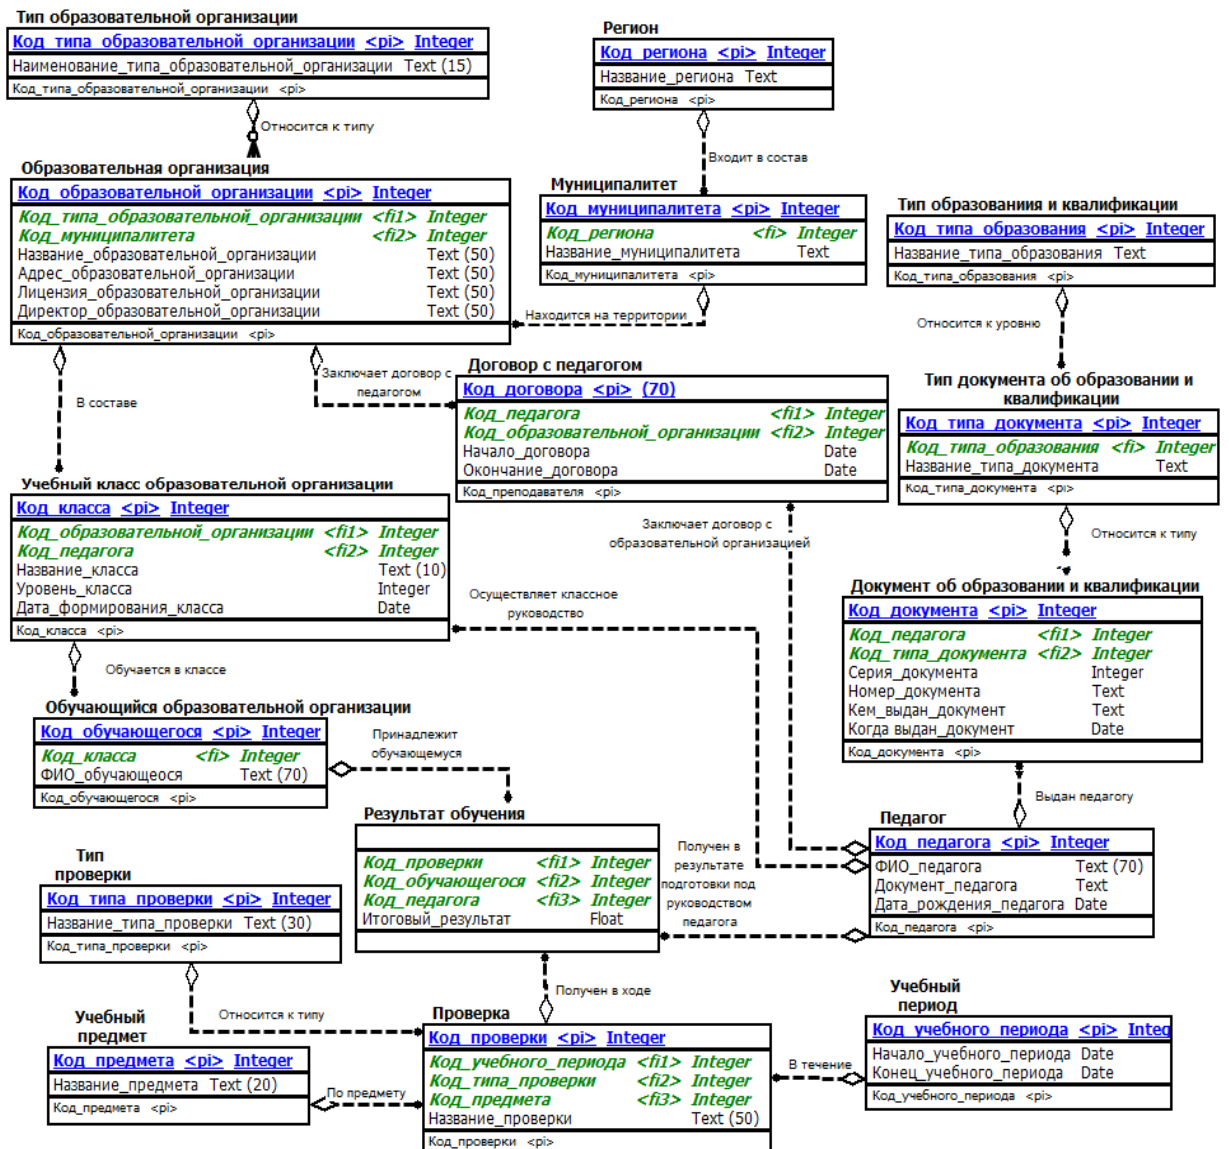 Тип образовательной организации
Код_типа_образовательной_организации <pi> Integer
Наименование_типа_образовательной_организации Text (15)
Код_типа_образовательной_организации <pi>
Относится к типу
Регион
Код_региона <pi> Integer
Название_региона Text
Код_региона <pi>
Входит в состав
Образовательная организация
Код_образовательной_организации <pi> Integer
Код_типа_образовательной_организации <fi1> Integer
Код_муниципалитета <fi2> Integer
Название_образовательной_организации Text (50)
Адрес_образовательной_организации Text (50)
Лицензия_образовательной_организации Text (50)
Директор_образовательной_организации Text (50)
Код_образовательной_организации <pi>
Муниципалитет
Код_муниципалитета <pi> Integer
Код_региона <fi> Integer
Название_муниципалитета Text
Код_муниципалитета <pi>
Находится на территории
Тип образованиия и квалификации
Код_типа_образования <pi> Integer
Название_типа_образования Text
Код_типа_образования <pi>
Относится к уровню
Заключает договор с
педагогом
В составе
Договор с педагогом
Код_договора <pi> (70)
Код_педагога <fi1> Integer
Код_образовательной_организации <fi2> Integer
Начало_договора Date
Окончание_договора Date
Код_преподавателя <pi>
Тип документа об образовании и
квалификации
Код_типа_документа <pi> Integer
Код_типа_образования <fi> Integer
Название_типа_документа Text
Код_типа_документа <pi>
Относится к типу
Учебный класс образовательной организации
Код_класса <pi> Integer
Код_образовательной_организации <fi1> Integer
Код_педагога <fi2> Integer
Название_класса Text (10)
Уровень_класса Integer
Дата_формирования_класса Date
Код_класса <pi>
Заключает договор с
образовательной организацией
Осуществляет классное
руководство
Обучается в классе
Документ об образовании и квалификации
Код_документа <pi> Integer
Код_педагога <fi1> Integer
Код_типа_документа <fi2> Integer
Серия_документа Integer
Номер_документа Text
Кем_выдан_документ Text
Когда выдан_документ Date
Код_документа <pi>
Выдан педагогу
Обучающийся образовательной организации
Код_обучающегося <pi> Integer
Код_класса <fi> Integer
ФИО_обучающеося Text (70)
Код_обучающегося <pi>
Принадлежит
обучающемуся
Результат обучения
Код_проверки <fi1> Integer
Код_обучающегося <fi2> Integer
Код_педагога <fi3> Integer
Итоговый_результат Float
Получен в
результате
подготовки под
руководством
педагога
Педагог
Код_педагога <pi> Integer
ФИО_педагога Text (70)
Документ_педагога Text
Дата_рождения_педагога Date
Код_педагога <pi>
Тип
проверки
Код_типа_проверки <pi> Integer
Название_типа_проверки Text (30)
Код_типа_проверки <pi>
Относится к типу
Получен в ходе
Учебный
предмет
Код_предмета <pi> Integer
Название_предмета Text (20)
Код_предмета <pi>
По предмету
Проверка
Код_проверки <pi> Integer
Код_учебного_периода <fi1> Integer
Код_типа_проверки <fi2> Integer
Код_предмета <fi3> Integer
Название_проверки Text (50)
Код_проверки <pi>
В течение
Учебный
период
Код_учебного_периода <pi> Integ
Начало_учебного_периода Date
Конец_учебного_периода Date
Код_учебного_периода <pi>